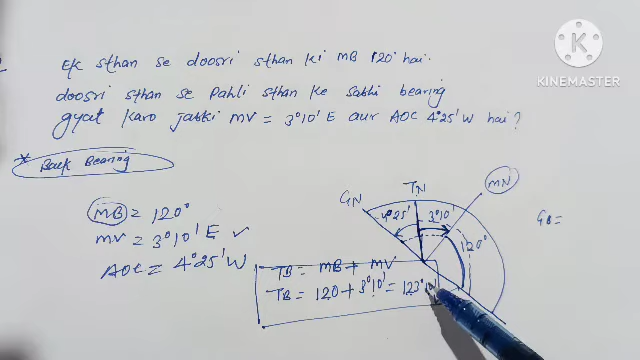 KINEMASTER
Ek sthan se doosri sthan ki MB 120° hai.
doosri sthan se Pahli sthan ke sabhi bearing
gyat karo jabki MV = 3°10' E aur AOC 4°25' W hai?
* Back Bearing
MB = 120°
MV = 3°10' E ✓
AOC = 4°25' W
TB = MB + MV
TB = 120 + 3°10' = 123°10'
GN
TN
MN
4°25'
3°10'
120°
GB =